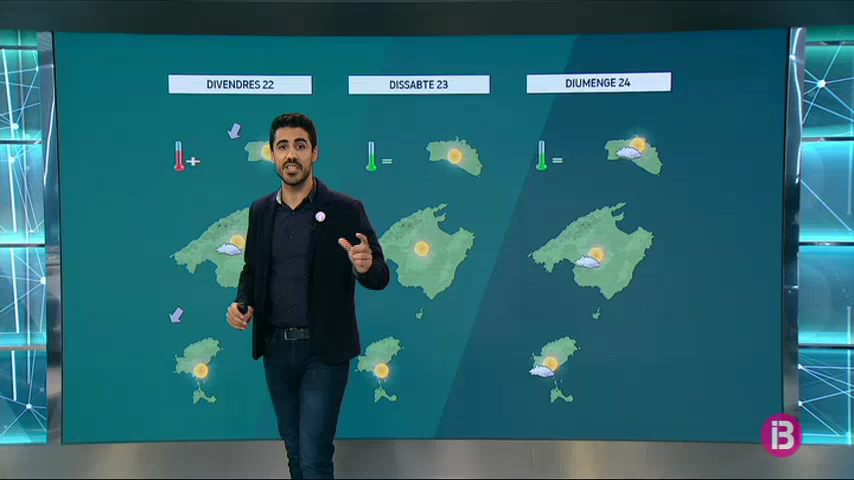 DIVENDRES 22
DISSABTE 23
DIUMENGE 24
+
=
=
iB